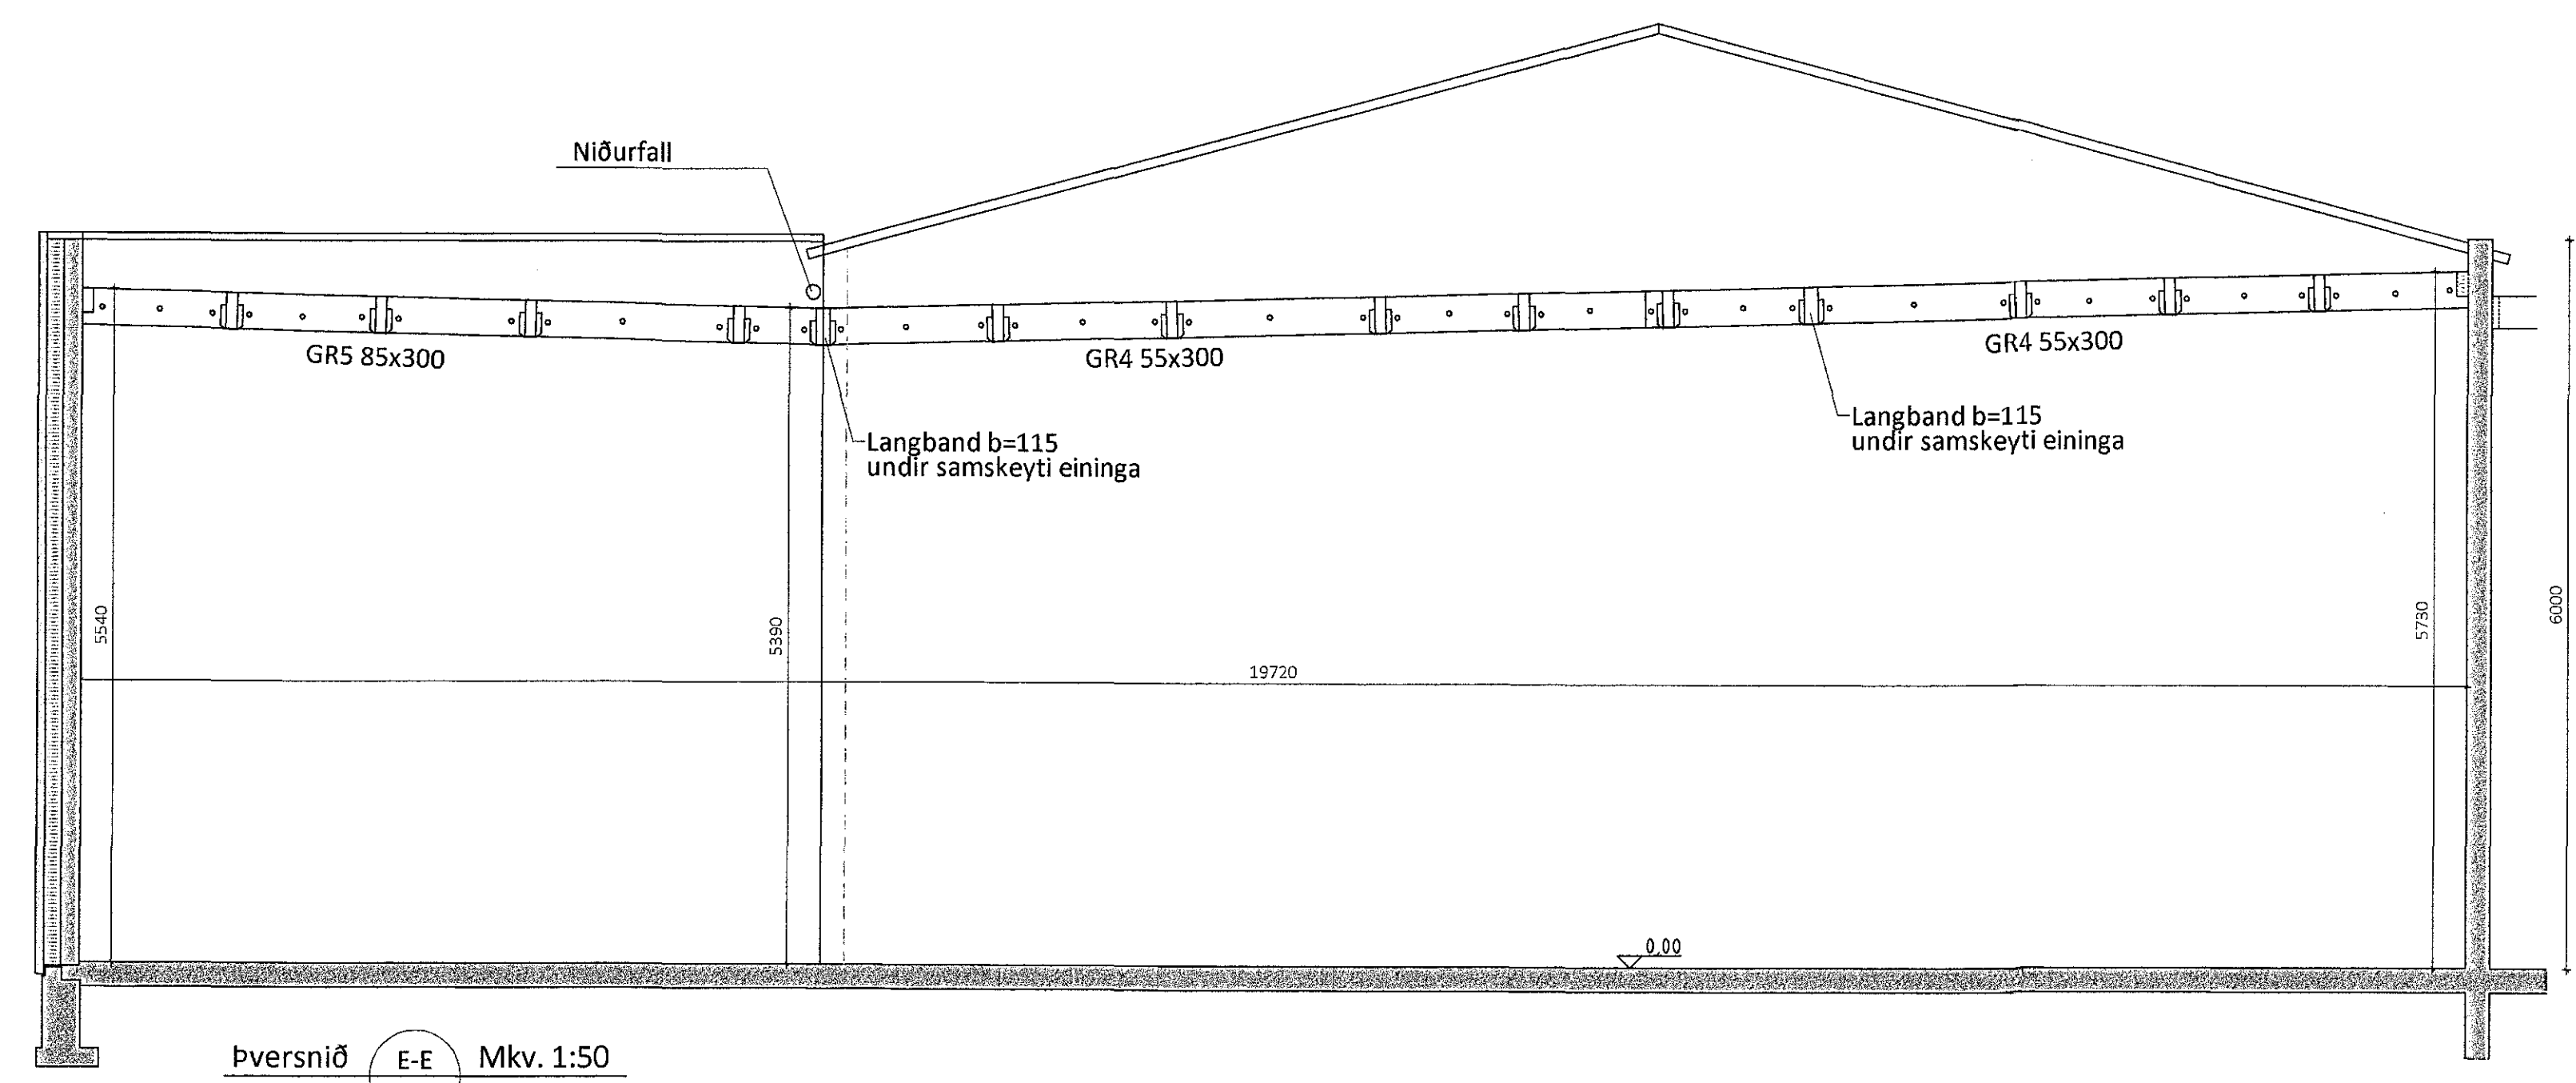 Niðurfall
GR5 85x300
GR4 55x300
GR4 55x300
Langband b=115
undir samskeyti eininga
Langband b=115
undir samskeyti eininga
5540
5390
19720
5730
6000
0,00
Þversnið E-E Mkv. 1:50